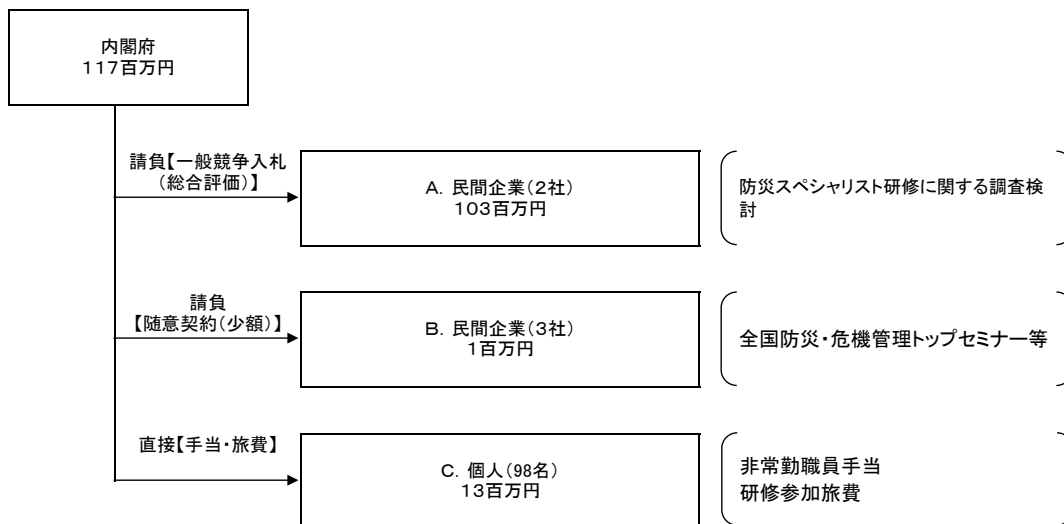 内閣府
117百万円
請負【一般競争入札
(総合評価)】
A. 民間企業(2社)
103百万円
防災スペシャリスト研修に関する調査検
討
請負
【随意契約(少額)】
B. 民間企業(3社)
1百万円
全国防災・危機管理トップセミナー等
直接【手当・旅費】
C. 個人(98名)
13百万円
非常勤職員手当
研修参加旅費